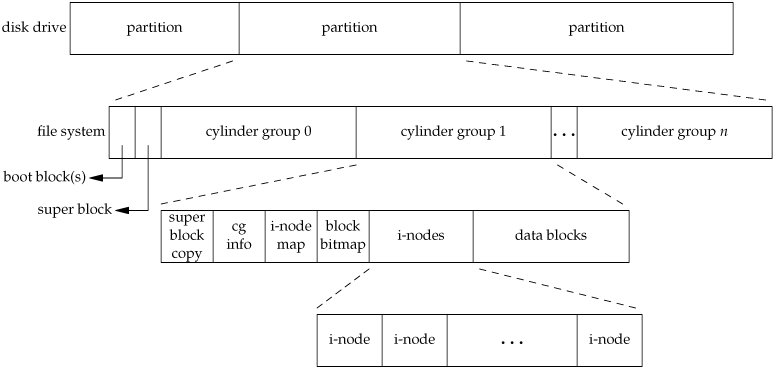 disk drive
partition
partition
partition
file system
cylinder group 0
cylinder group 1
...
cylinder group n
boot block(s)
super block
super
block
copy
cg
info
i-node
map
block
bitmap
i-nodes
data blocks
i-node
i-node
...
i-node